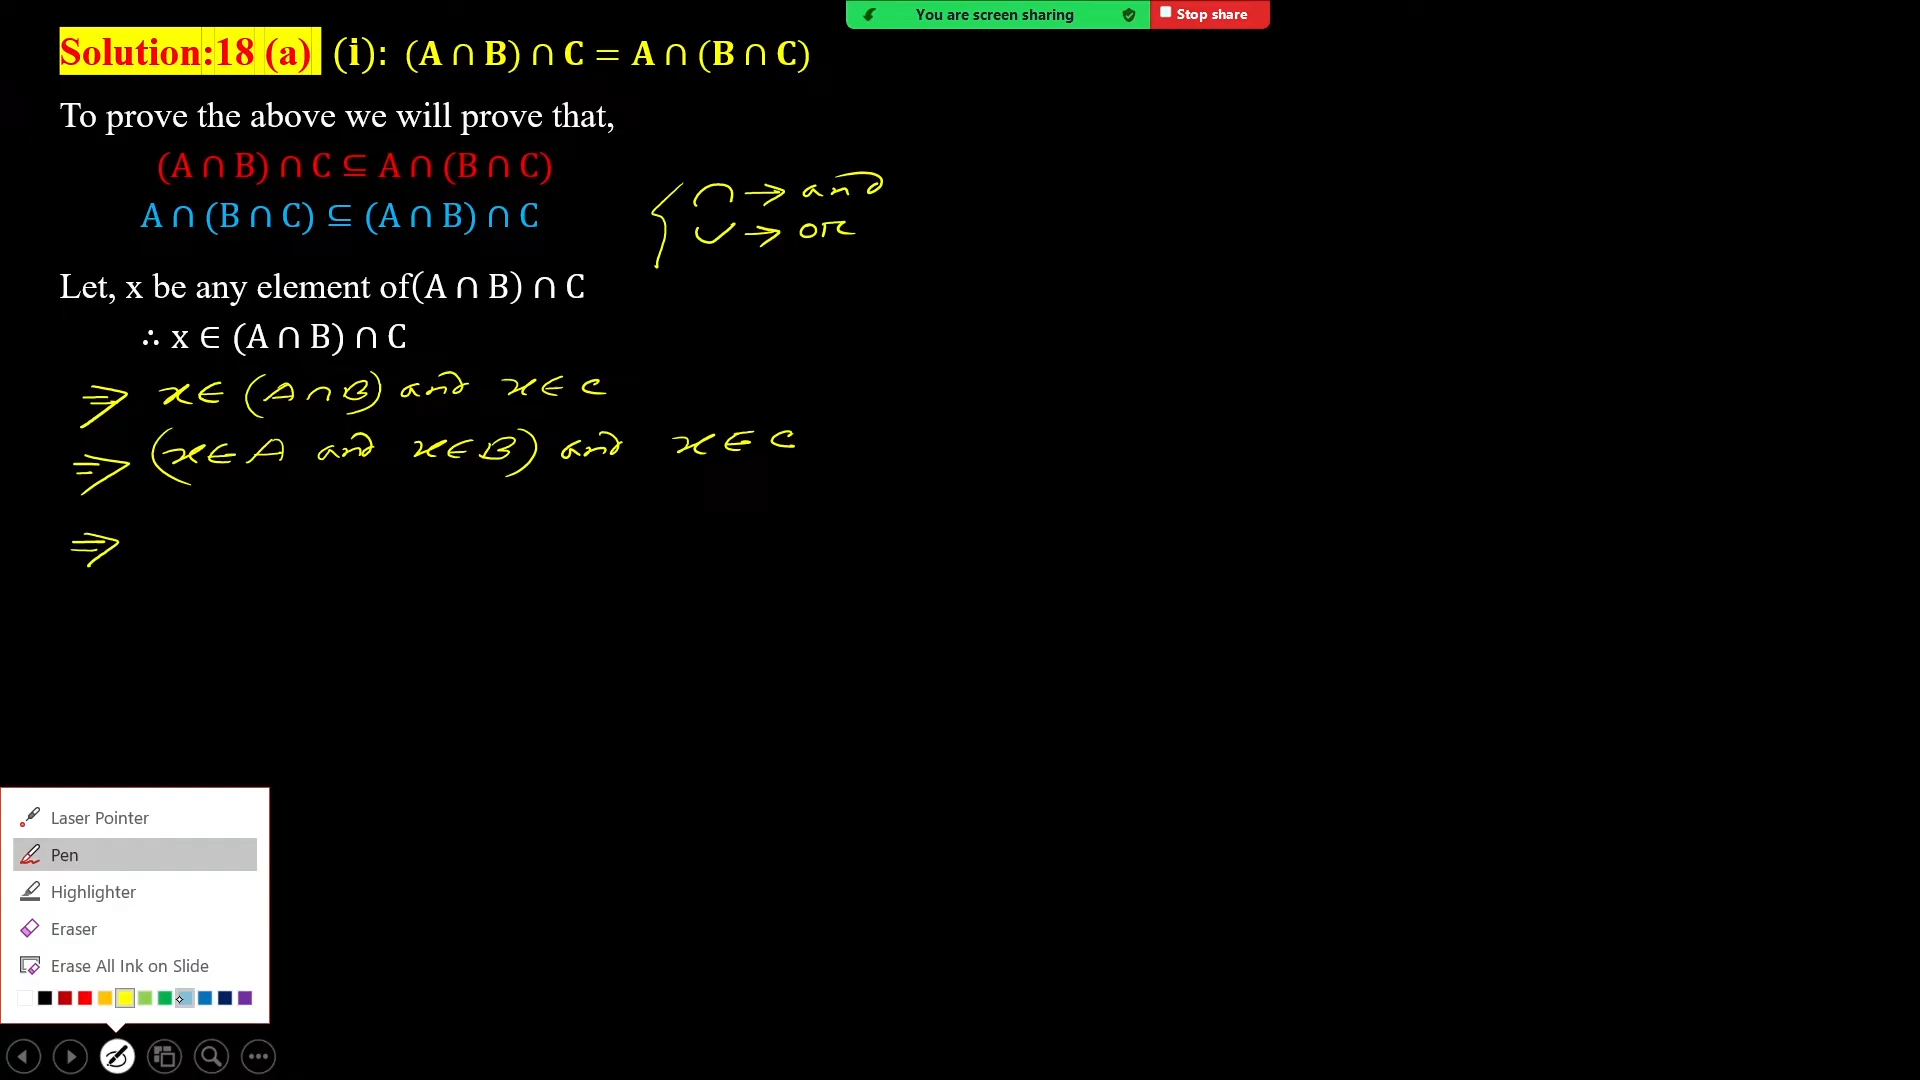 You are screen sharing Stop share
Solution:18 (a) (i): (A ∩ B) ∩ C = A ∩ (B ∩ C)
To prove the above we will prove that,
(A ∩ B) ∩ C ⊆ A ∩ (B ∩ C)
A ∩ (B ∩ C) ⊆ (A ∩ B) ∩ C
{ ∩ → and
∪ → or
Let, x be any element of(A ∩ B) ∩ C
∴ x ∈ (A ∩ B) ∩ C
⇒ x ∈ (A ∩ B) and x ∈ C
⇒ (x ∈ A and x ∈ B) and x ∈ C
⇒
Laser Pointer
Pen
Highlighter
Eraser
Erase All Ink on Slide